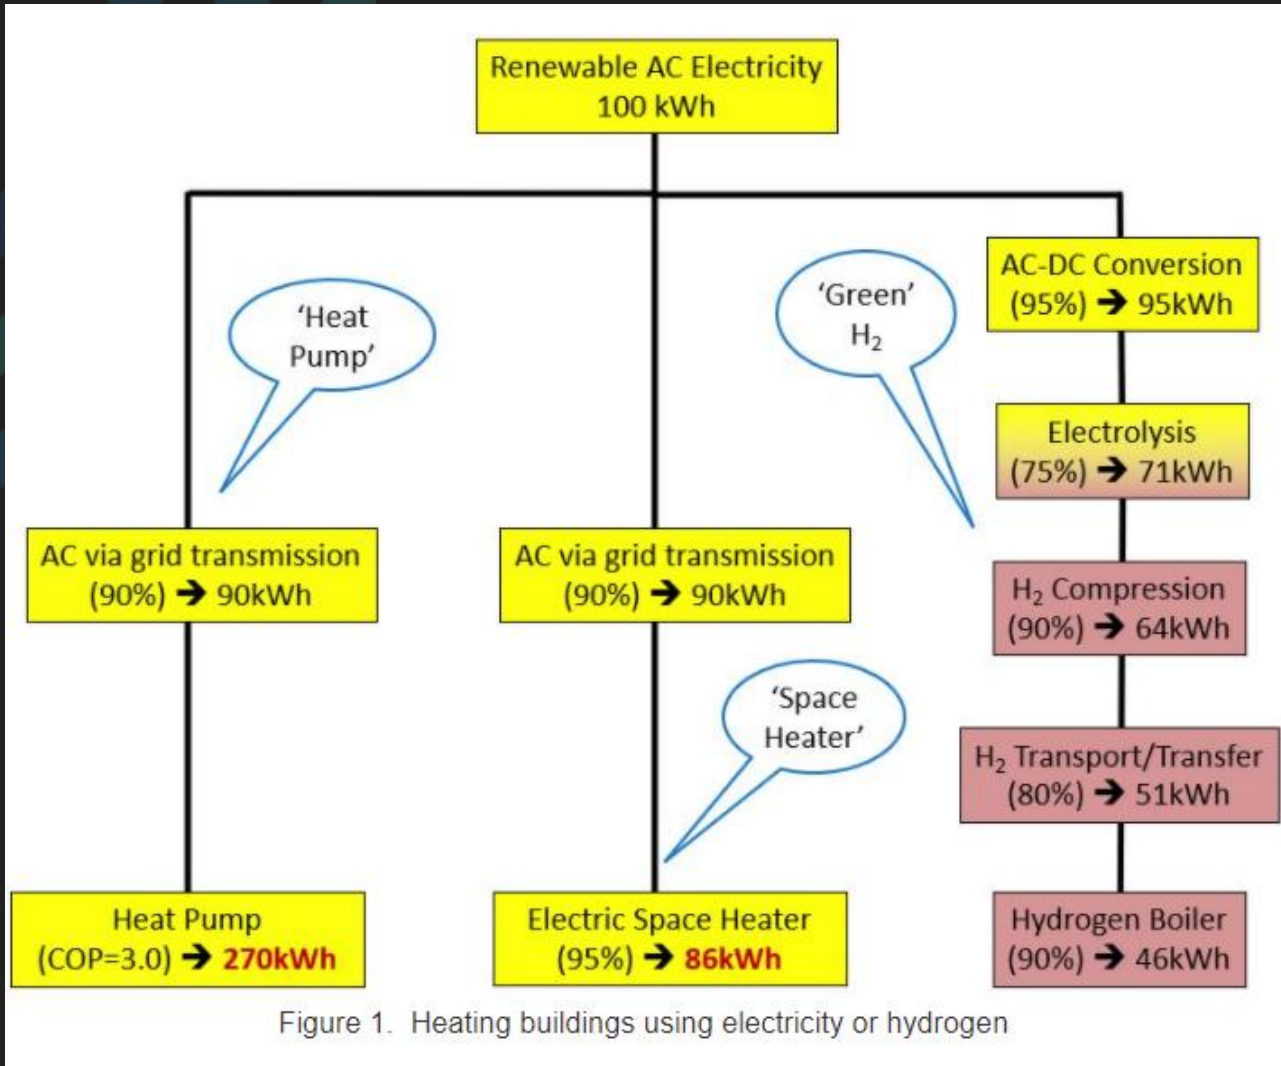 Renewable AC Electricity
100 kWh
'Heat
Pump'
'Green'
H₂
AC-DC Conversion
(95%) ➔ 95kWh
Electrolysis
(75%) ➔ 71kWh
AC via grid transmission
(90%) ➔ 90kWh
AC via grid transmission
(90%) ➔ 90kWh
H₂ Compression
(90%) ➔ 64kWh
'Space
Heater'
H₂ Transport/Transfer
(80%) ➔ 51kWh
Heat Pump
(COP=3.0) ➔ 270kWh
Electric Space Heater
(95%) ➔ 86kWh
Hydrogen Boiler
(90%) ➔ 46kWh
Figure 1.  Heating buildings using electricity or hydrogen